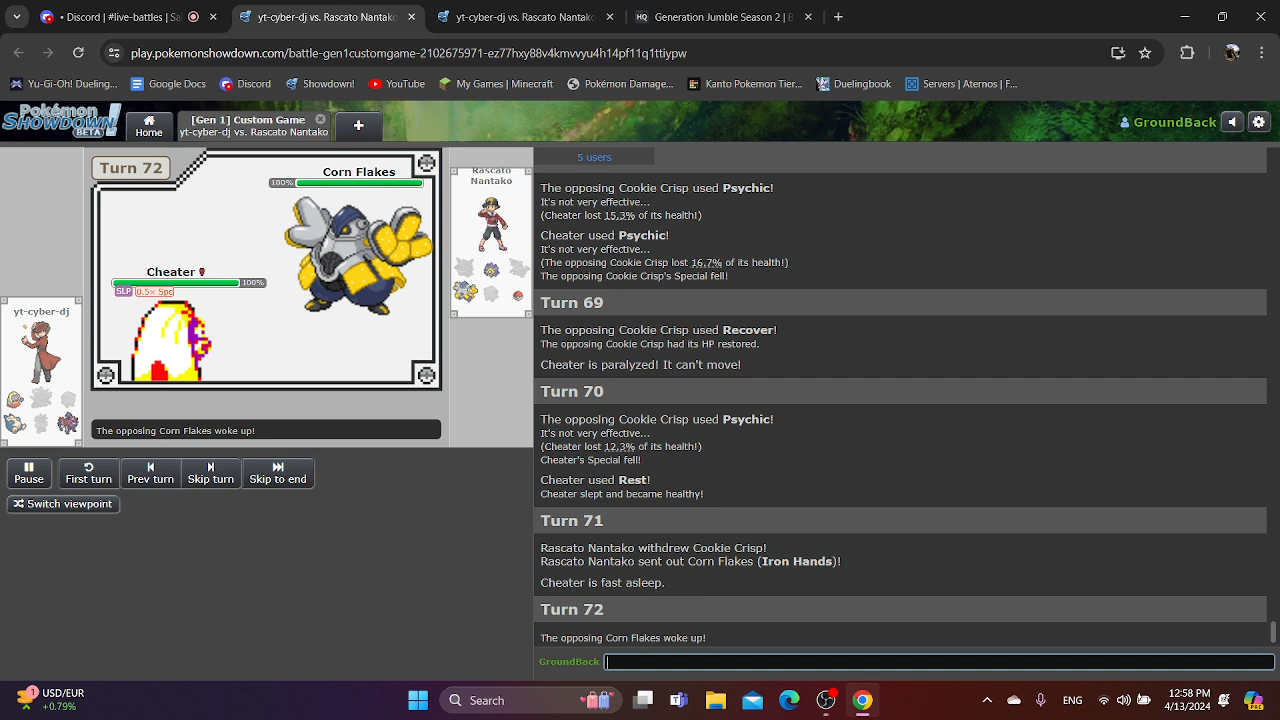 Discord | #live-battles | Sa
yt-cyber-dj vs. Rascato Nantako
yt-cyber-dj vs. Rascato Nantako
HQ Generation Jumble Season 2 | B
play.pokemonshowdown.com/battle-gen1customgame-2102675971-ez77hxy88v4kmvvyu4h14pf11q1ttiypw
Yu-Gi-Oh! Dueling...
Google Docs
Discord
Showdown!
YouTube
My Games | Minecraft
Pokémon Damage...
Kanto Pokemon Tier...
Duelingbook
Servers | Aternos | F...
Pokémon
SHOWDOWN!
BETA
Home
[Gen 1] Custom Game
yt-cyber-dj vs. Rascato Nantako
GroundBack
5 users
Turn 72
Corn Flakes
100%
Cheater
100%
SLP
0.5× Spc
Rascato
Nantako
yt-cyber-dj
The opposing Corn Flakes woke up!
Pause
First turn
Prev turn
Skip turn
Skip to end
Switch viewpoint
The opposing Cookie Crisp used Psychic!
It's not very effective...
(Cheater lost 15.3% of its health!)
Cheater used Psychic!
It's not very effective...
(The opposing Cookie Crisp lost 16.7% of its health!)
The opposing Cookie Crisp's Special fell!
Turn 69
The opposing Cookie Crisp used Recover!
The opposing Cookie Crisp had its HP restored.
Cheater is paralyzed! It can't move!
Turn 70
The opposing Cookie Crisp used Psychic!
It's not very effective...
(Cheater lost 12.3% of its health!)
Cheater's Special fell!
Cheater used Rest!
Cheater slept and became healthy!
Turn 71
Rascato Nantako withdrew Cookie Crisp!
Rascato Nantako sent out Corn Flakes (Iron Hands)!
Cheater is fast asleep.
Turn 72
The opposing Corn Flakes woke up!
GroundBack
1
USD/EUR
+0.79%
Search
ENG
12:58 PM
4/13/2024
PRE